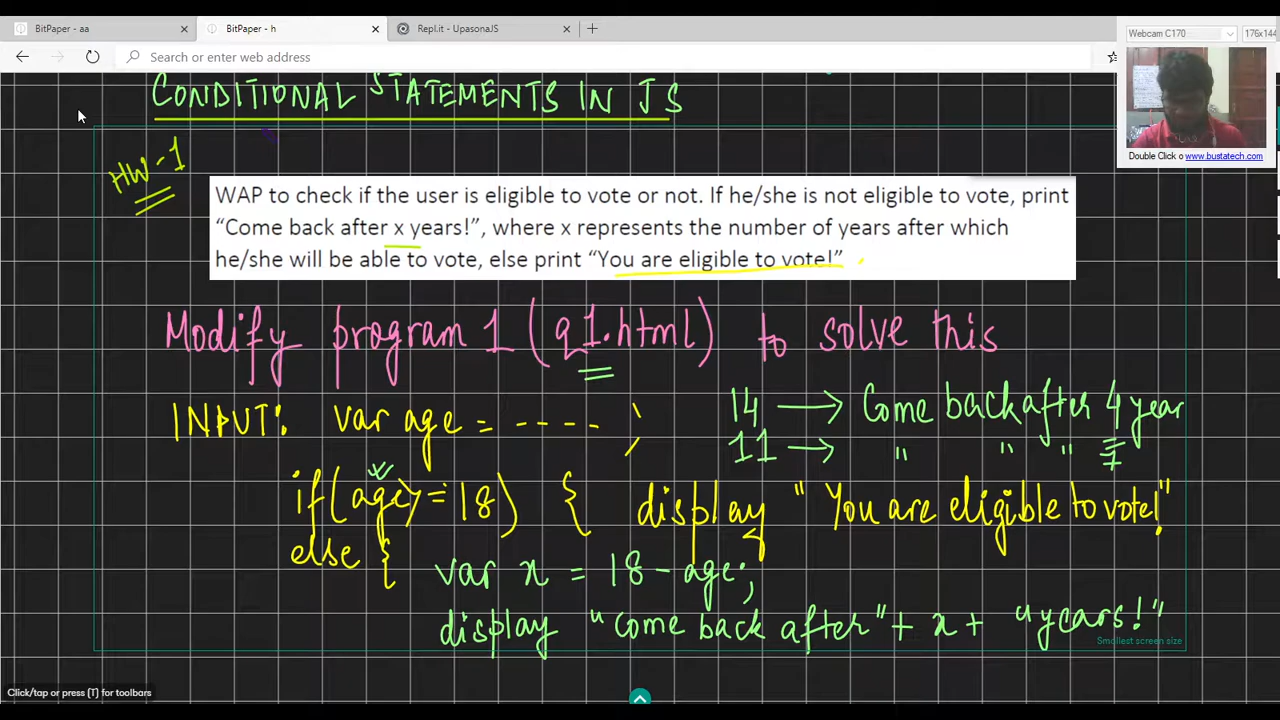 BitPaper - aa
BitPaper - h
Repl.it - UpasonaJS
Search or enter web address
Webcam C170
176x144
Double Click o www.bustatech.com
CONDITIONAL STATEMENTS IN JS
HW-1
WAP to check if the user is eligible to vote or not. If he/she is not eligible to vote, print
“Come back after x years!”, where x represents the number of years after which
he/she will be able to vote, else print “You are eligible to vote!”
Modify program 1 (q1.html) to solve this
INPUT: var age = ---- ;
14 → Come back after 4 year
11 → " " " 7
if(age>=18) { display "You are eligible to vote!"
}
else {
var x = 18-age;
display "come back after"+ x + "years!"
Smallest screen size
Click/tap or press (T) for toolbars